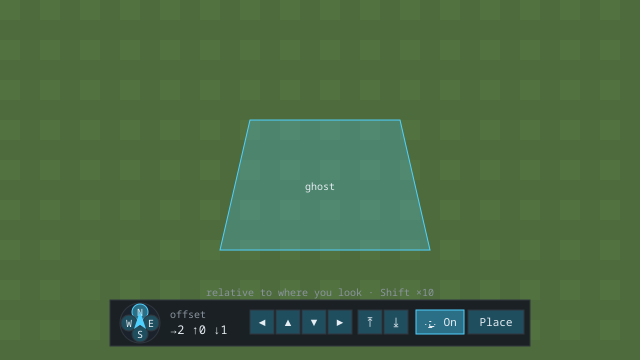 ghost
relative to where you look · Shift ×10
N
W E
S
offset
→2 ↑0 ↓1
◄ ▲ ▼ ► ⤒ ⤓ On Place